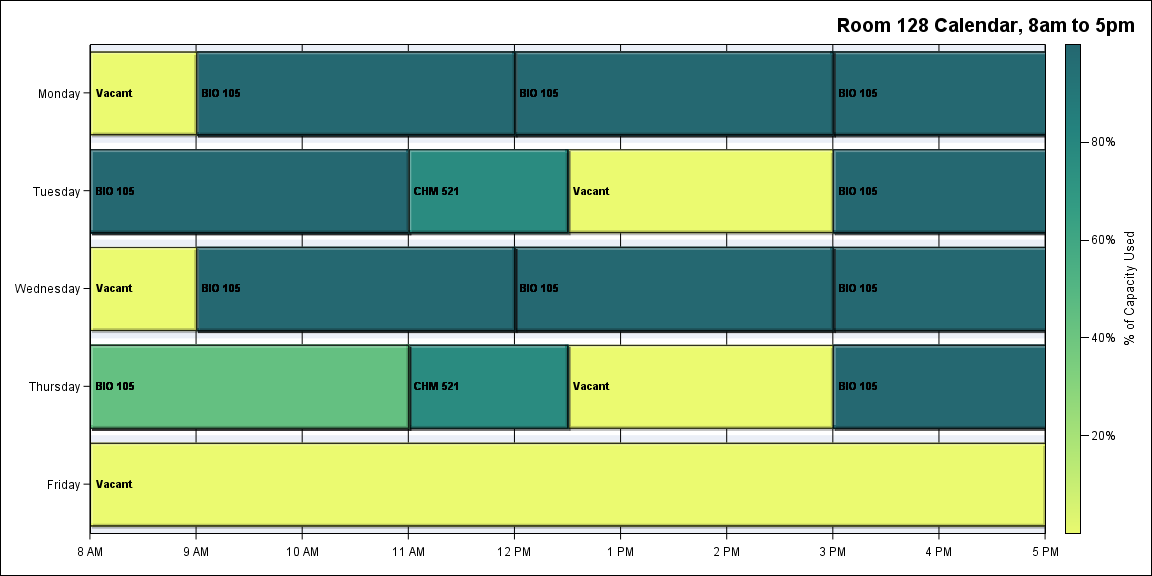 Room 128 Calendar, 8am to 5pm
Monday
Vacant
BIO 105
BIO 105
BIO 105
Tuesday
BIO 105
CHM 521
Vacant
BIO 105
Wednesday
Vacant
BIO 105
BIO 105
BIO 105
Thursday
BIO 105
CHM 521
Vacant
BIO 105
Friday
Vacant
8 AM
9 AM
10 AM
11 AM
12 PM
1 PM
2 PM
3 PM
4 PM
5 PM
80%
60%
40%
20%
% of Capacity Used